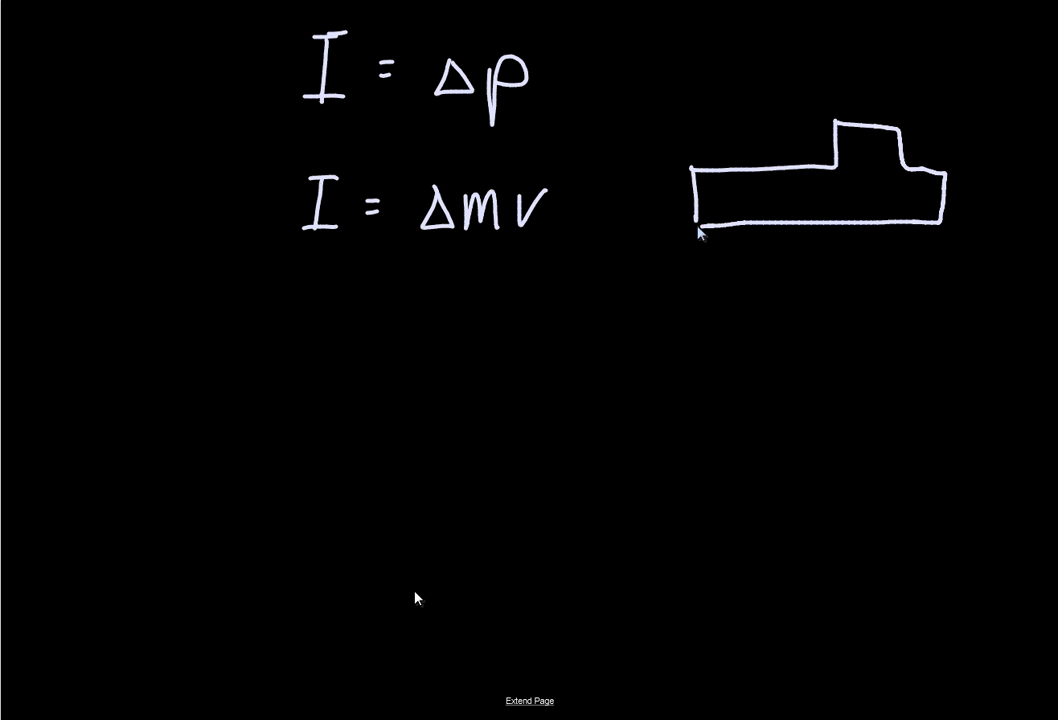 I = Δp
I = Δmv
Extend Page